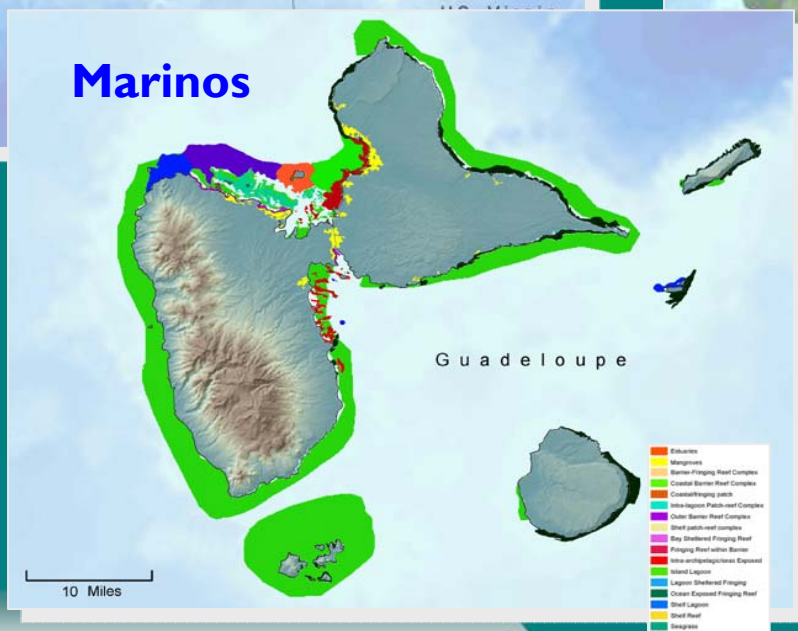 Marinos
Guadeloupe
10 Miles
Estuaries
Mangroves
Barrier-Fringing Reef Complex
Coastal Barrier Reef Complex
Coastal/fringing patch
Intra-lagoon Patch-reef Complex
Outer Barrier Reef Complex
Shelf patch-reef complex
Bay Sheltered Fringing Reef
Fringing Reef within Barrier
Intra-archipelagic/seas Exposed
Island Lagoon
Lagoon Sheltered Fringing
Ocean Exposed Fringing Reef
Shelf Lagoon
Shelf Reef
Seagrass